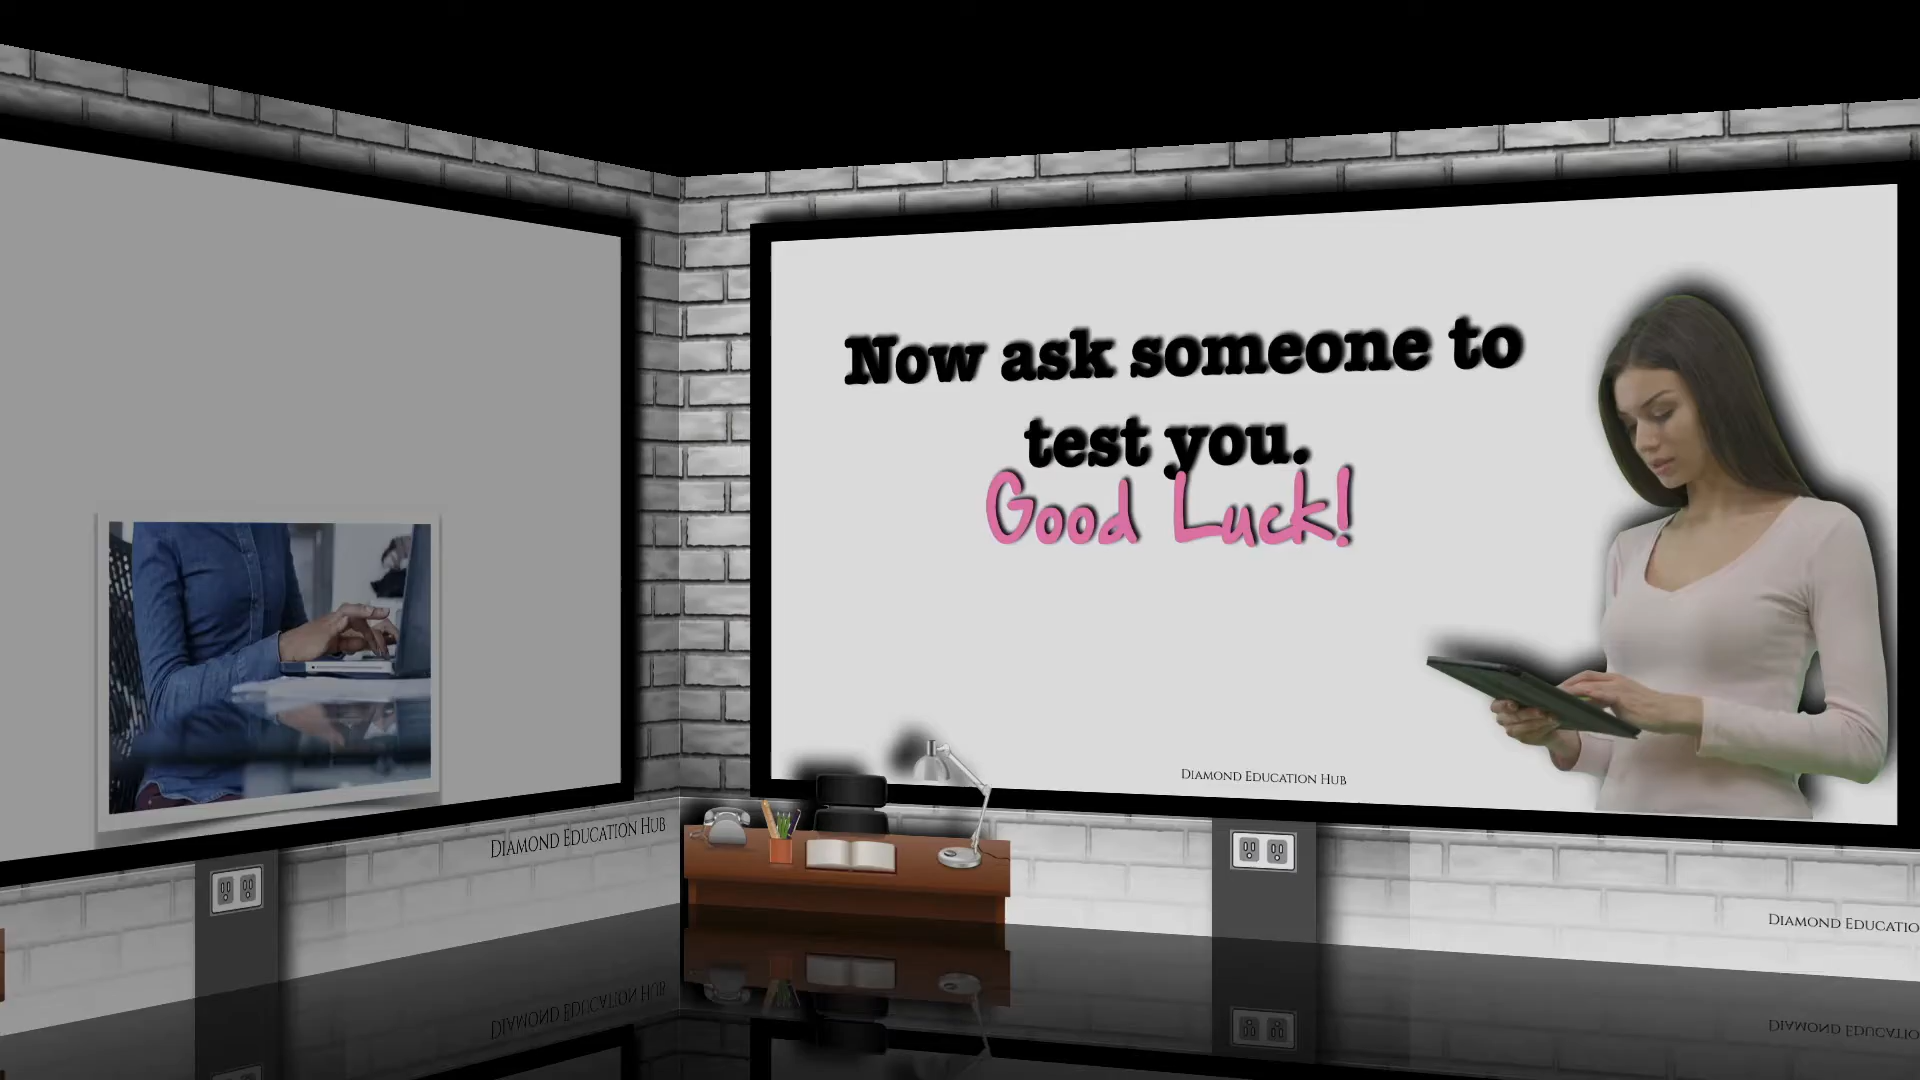 Now ask someone to
test you.
Good Luck!
Diamond Education Hub
Diamond Education Hub
Diamond Educatio